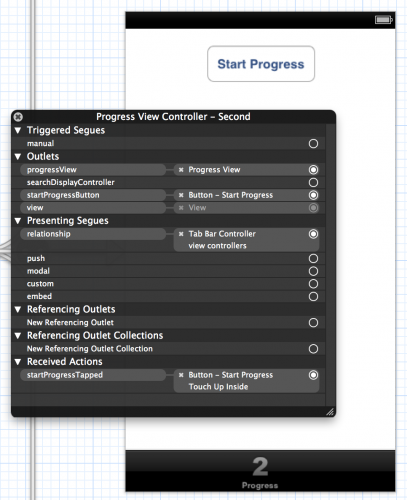 Start Progress
Progress View Controller – Second
Triggered Segues
manual
Outlets
progressView Progress View
searchDisplayController
startProgressButton Button – Start Progress
view View
Presenting Segues
relationship Tab Bar Controller
view controllers
push
modal
custom
embed
Referencing Outlets
New Referencing Outlet
Referencing Outlet Collections
New Referencing Outlet Collection
Received Actions
startProgressTapped Button – Start Progress
Touch Up Inside
2
Progress